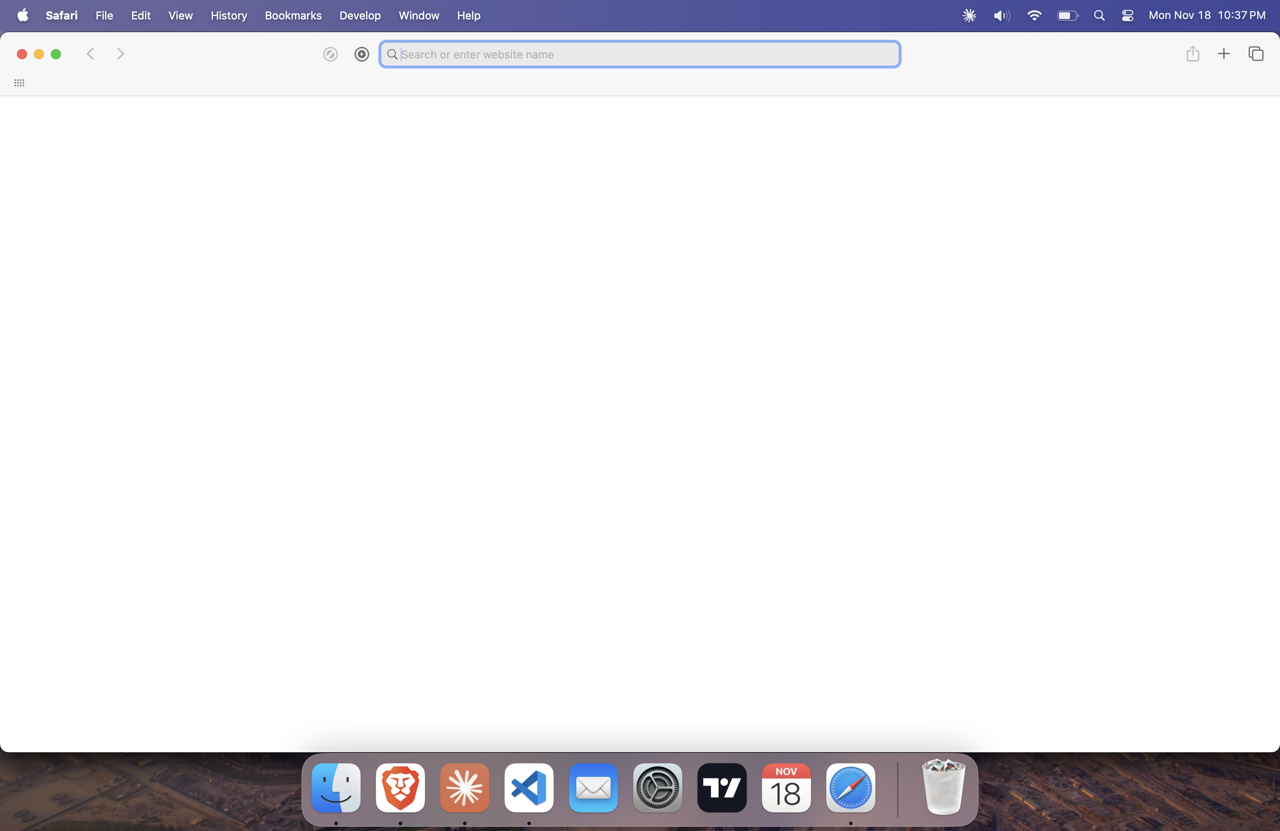 Safari File Edit View History Bookmarks Develop Window Help Mon Nov 18 10:37 PM
Search or enter website name
NOV
18